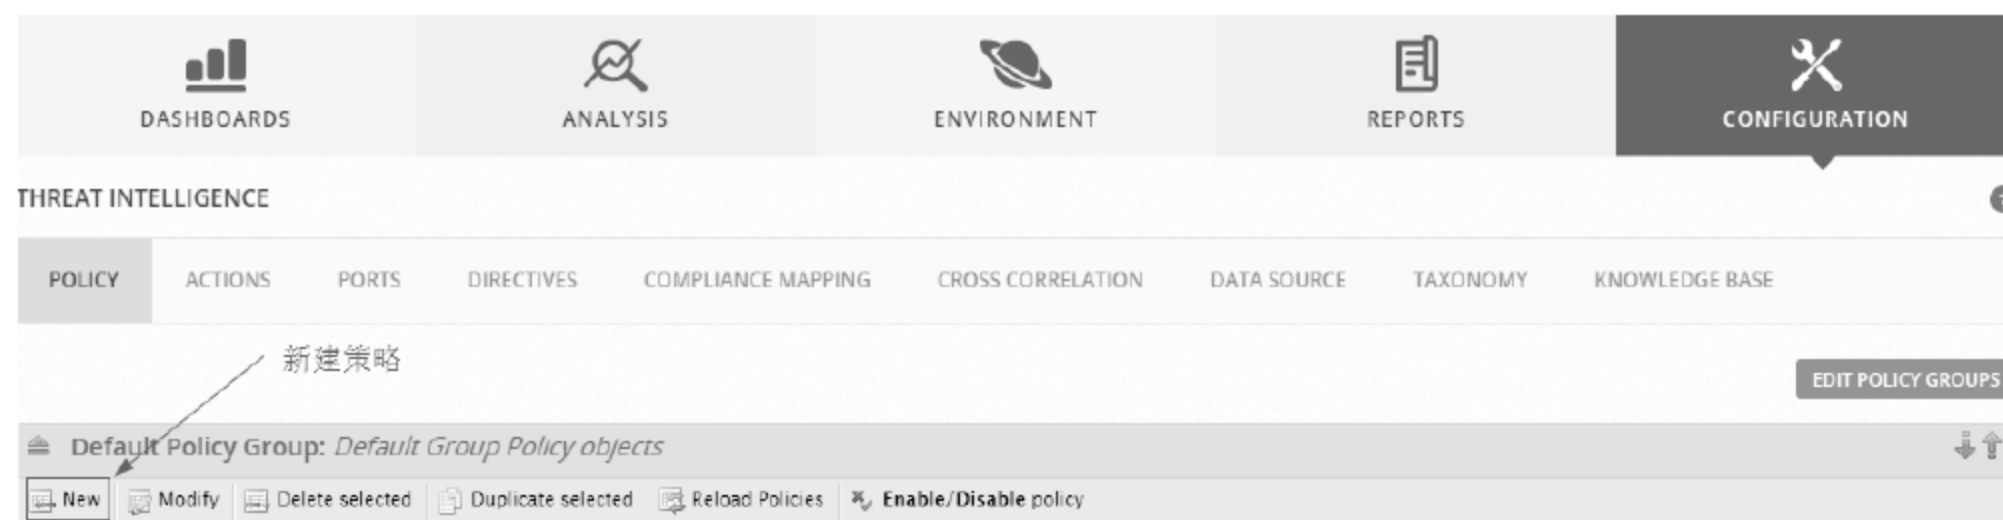 DASHBOARDS ANALYSIS ENVIRONMENT REPORTS CONFIGURATION
THREAT INTELLIGENCE
POLICY ACTIONS PORTS DIRECTIVES COMPLIANCE MAPPING CROSS CORRELATION DATA SOURCE TAXONOMY KNOWLEDGE BASE
新建策略
EDIT POLICY GROUPS
Default Policy Group: Default Group Policy objects
New Modify Delete selected Duplicate selected Reload Policies Enable/Disable policy